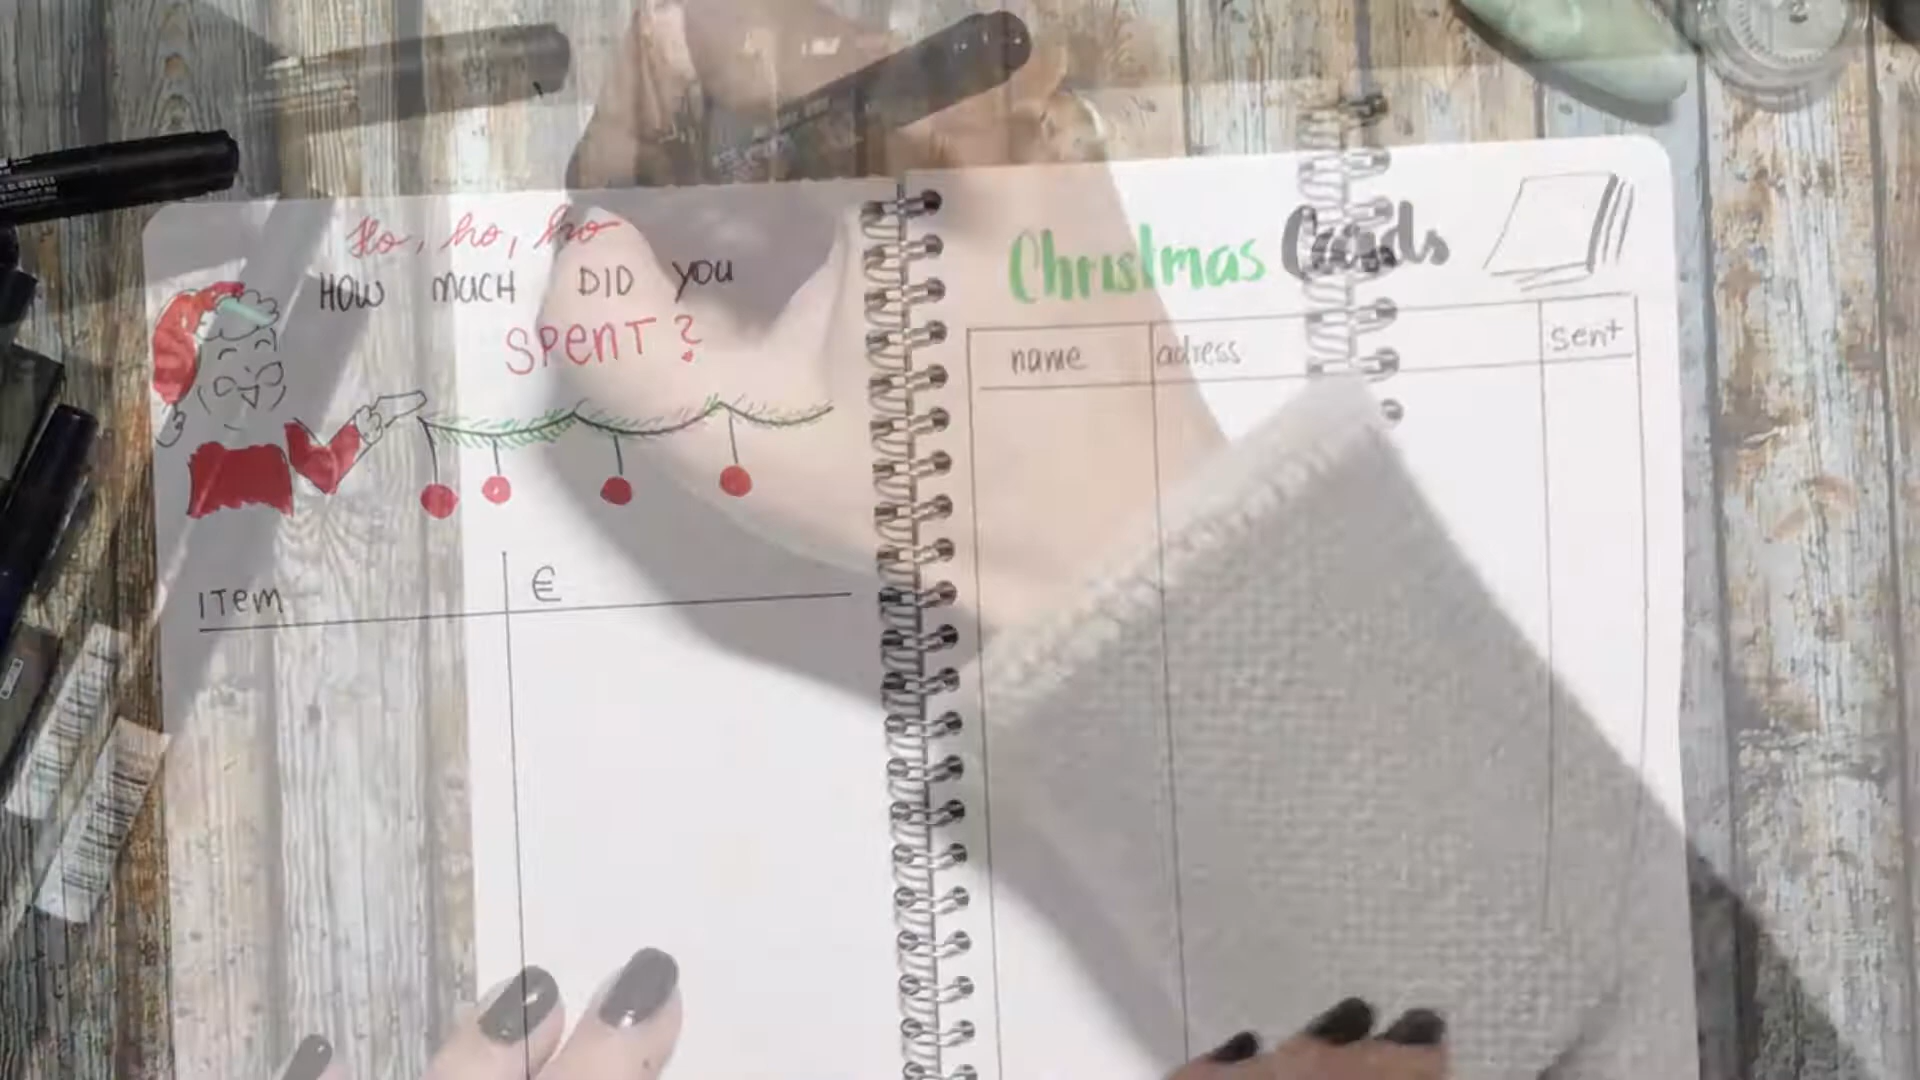 Ho, ho, ho
HOW MUCH DID YOU
SPENT?
ITEM €
Christmas Cards
name adress sent